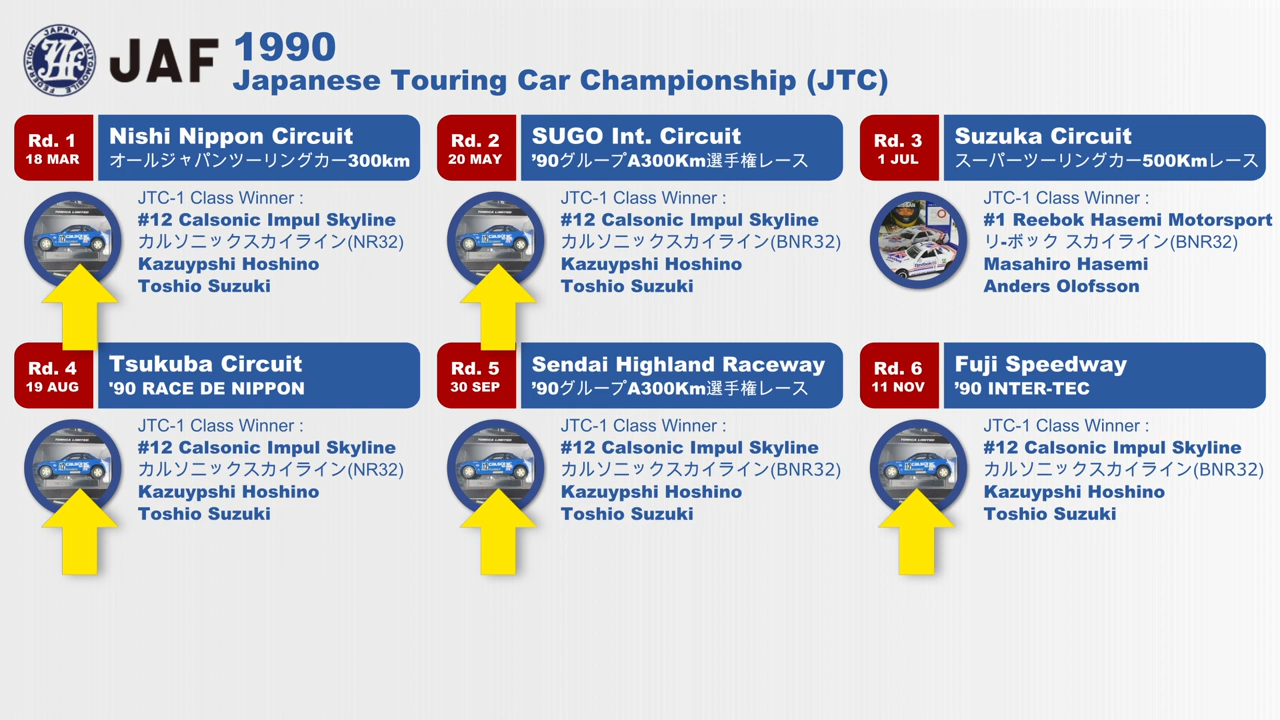 JAPAN AUTOMOBILE FEDERATION
JAF
1990
Japanese Touring Car Championship (JTC)
Rd. 1
18 MAR
Nishi Nippon Circuit
オールジャパンツーリングカー300km
JTC-1 Class Winner :
#12 Calsonic Impul Skyline
カルソニックスカイライン(NR32)
Kazuypshi Hoshino
Toshio Suzuki
Rd. 2
20 MAY
SUGO Int. Circuit
’90グループA300Km選手権レース
JTC-1 Class Winner :
#12 Calsonic Impul Skyline
カルソニックスカイライン(BNR32)
Kazuypshi Hoshino
Toshio Suzuki
Rd. 3
1 JUL
Suzuka Circuit
スーパーツーリングカー500Kmレース
JTC-1 Class Winner :
#1 Reebok Hasemi Motorsport
リ-ボック スカイライン(BNR32)
Masahiro Hasemi
Anders Olofsson
Rd. 4
19 AUG
Tsukuba Circuit
'90 RACE DE NIPPON
JTC-1 Class Winner :
#12 Calsonic Impul Skyline
カルソニックスカイライン(NR32)
Kazuypshi Hoshino
Toshio Suzuki
Rd. 5
30 SEP
Sendai Highland Raceway
’90グループA300Km選手権レース
JTC-1 Class Winner :
#12 Calsonic Impul Skyline
カルソニックスカイライン(BNR32)
Kazuypshi Hoshino
Toshio Suzuki
Rd. 6
11 NOV
Fuji Speedway
’90 INTER-TEC
JTC-1 Class Winner :
#12 Calsonic Impul Skyline
カルソニックスカイライン(BNR32)
Kazuypshi Hoshino
Toshio Suzuki